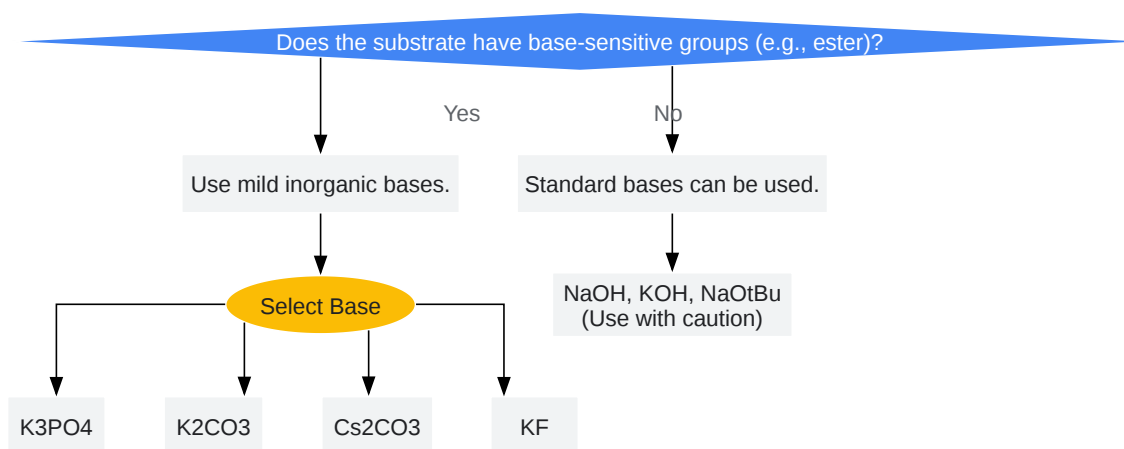 Does the substrate have base-sensitive groups (e.g., ester)?
Yes
No
Use mild inorganic bases.
Standard bases can be used.
Select Base
NaOH, KOH, NaOtBu
(Use with caution)
K3PO4
K2CO3
Cs2CO3
KF